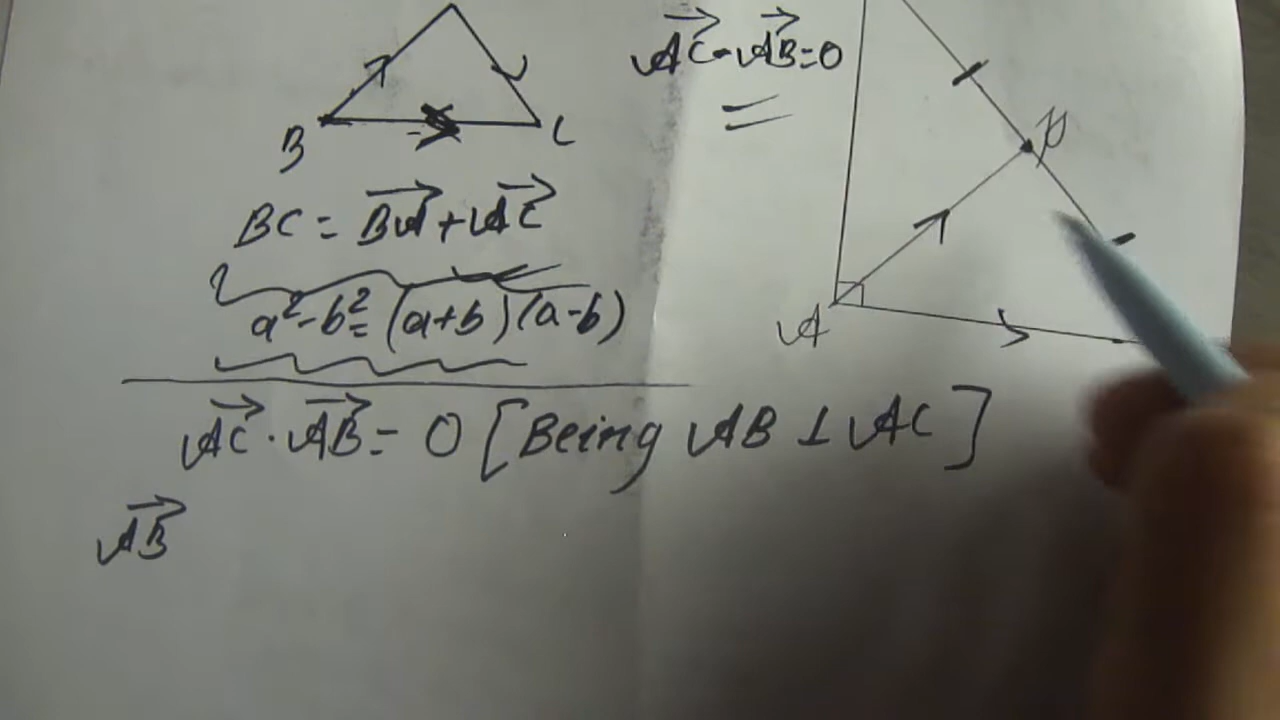 B
C
BC = BA + AC
a² - b² = (a+b)(a-b)
AC · AB = 0
P
A
AC · AB = 0 [Being AB ⊥ AC]
AB